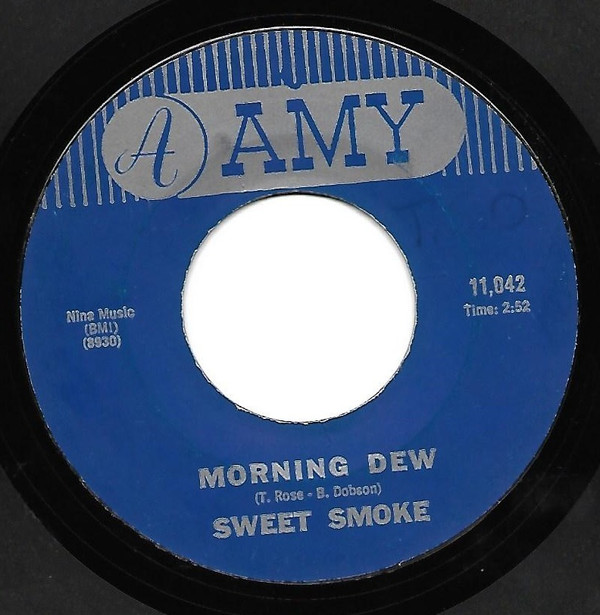 A AMY
Nina Music
(BMI)
(8930)
11,042
Time: 2:52
MORNING DEW
(T. Rose - B. Dobson)
SWEET SMOKE